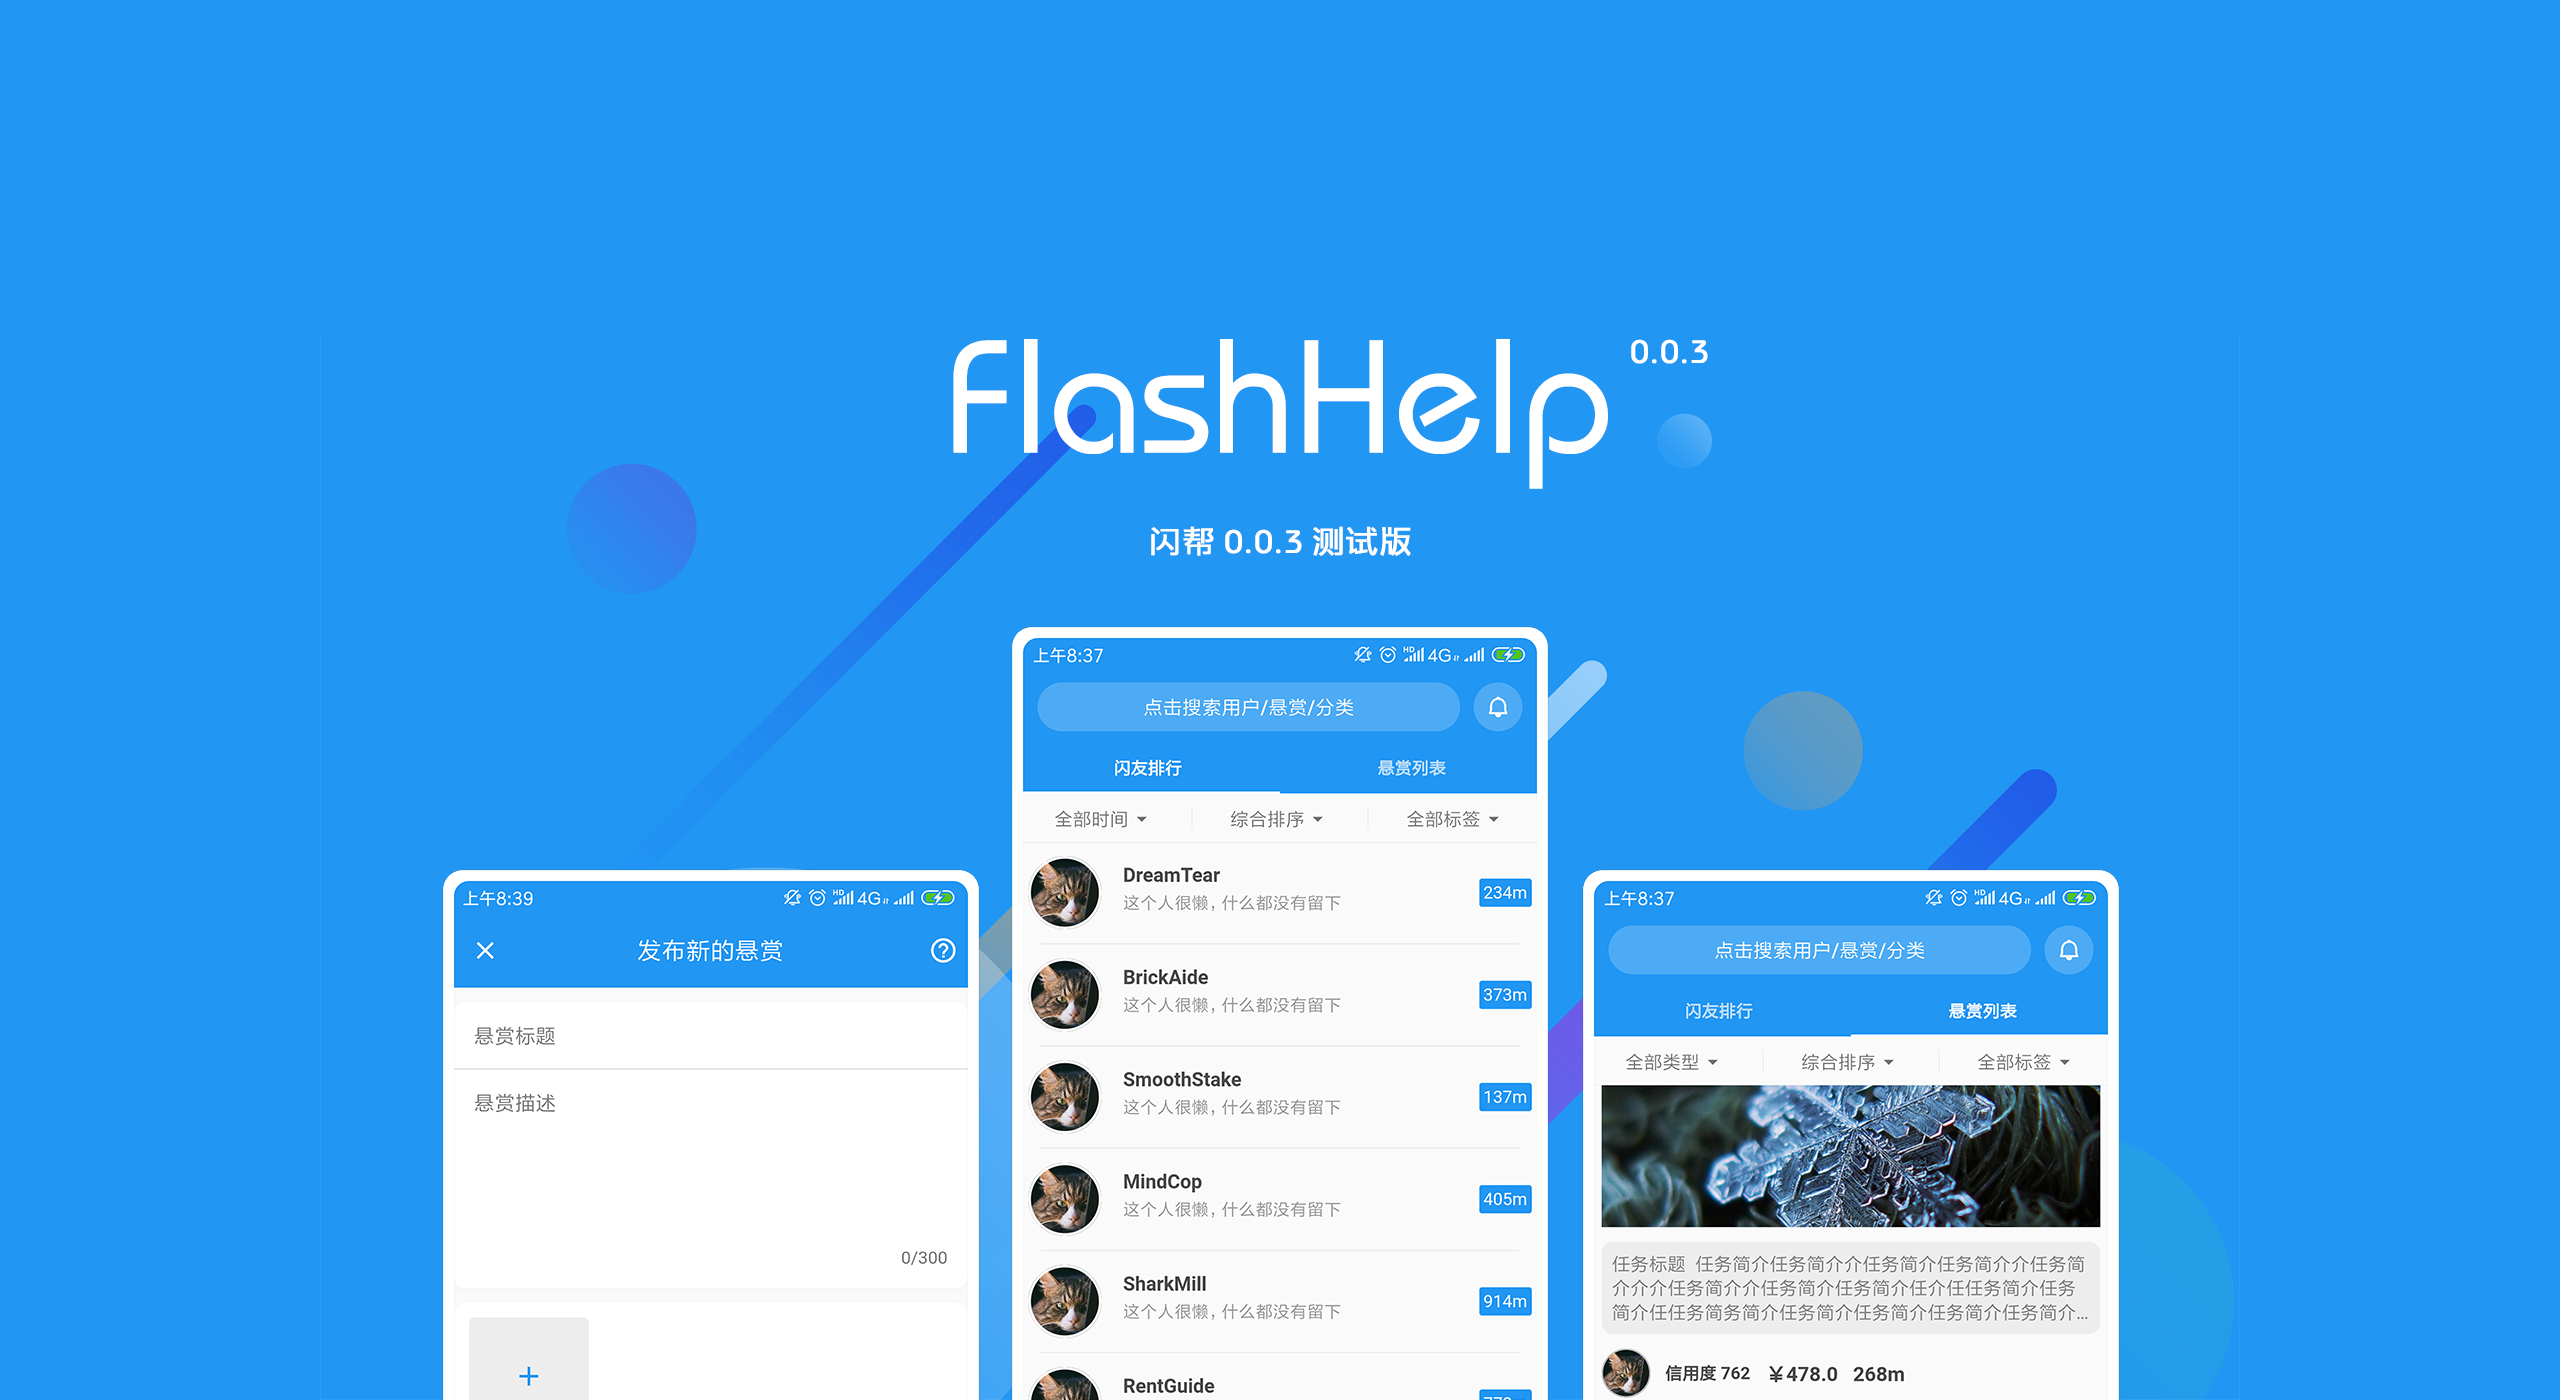 FlashHelp
0.0.3
闪帮 0.0.3 测试版
上午8:39
HD 4G
发布新的悬赏
悬赏标题
悬赏描述
0/300
+
上午8:37
HD 4G
点击搜索用户/悬赏/分类
闪友排行 悬赏列表
全部时间 综合排序 全部标签
DreamTear
这个人很懒，什么都没有留下
234m
BrickAide
这个人很懒，什么都没有留下
373m
SmoothStake
这个人很懒，什么都没有留下
137m
MindCop
这个人很懒，什么都没有留下
405m
SharkMill
这个人很懒，什么都没有留下
914m
RentGuide
上午8:37
HD 4G
点击搜索用户/悬赏/分类
闪友排行 悬赏列表
全部类型 综合排序 全部标签
任务标题 任务简介任务简介介任务简介任务简介介任务简
介介介任务简介介任务简介任务简介任介任任务简介任务
简介任任务简务简介任务简介任务简介任务简介任务简介...
信用度 762 ￥478.0 268m